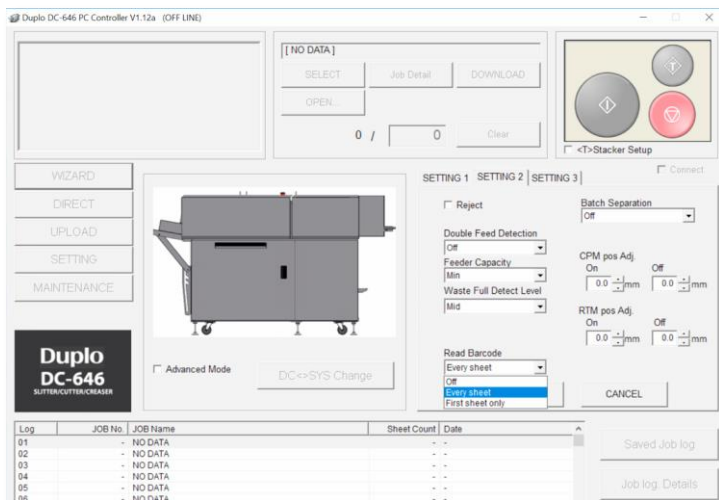 Duplo DC-646 PC Controller V1.12a (OFF LINE)
[ NO DATA ]
SELECT
Job Detail
DOWNLOAD
OPEN...
0 / 0
Clear
<T>Stacker Setup
Connect
WIZARD
DIRECT
UPLOAD
SETTING
MAINTENANCE
SETTING 1
SETTING 2
SETTING 3
Reject
Batch Separation
Off
Double Feed Detection
Off
Feeder Capacity
Min
Waste Full Detect Level
Mid
CPM pos Adj.
On Off
0.0 mm 0.0 mm
RTM pos Adj.
On Off
0.0 mm 0.0 mm
Read Barcode
Every sheet
Off
Every sheet
First sheet only
CANCEL
Duplo
DC-646
SLITTER/CUTTER/CREASER
Advanced Mode
DC<=>SYS Change
Log JOB No. JOB Name Sheet Count Date
01 - NO DATA - -
02 - NO DATA - -
03 - NO DATA - -
04 - NO DATA - -
05 - NO DATA - -
06 - NO DATA - -
Saved Job log
Job log. Details